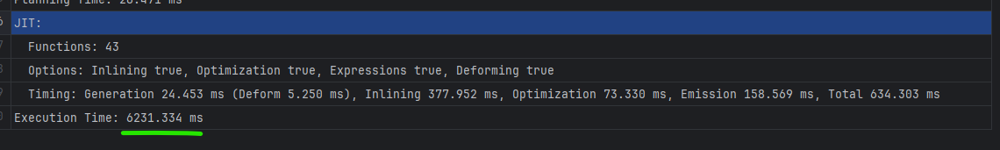 Planning Time: 20.471 ms
JIT:
Functions: 43
Options: Inlining true, Optimization true, Expressions true, Deforming true
Timing: Generation 24.453 ms (Deform 5.250 ms), Inlining 377.952 ms, Optimization 73.330 ms, Emission 158.569 ms, Total 634.303 ms
Execution Time: 6231.334 ms